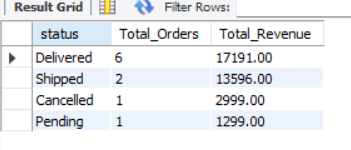 Result Grid Filter Rows:
status Total_Orders Total_Revenue
Delivered 6 17191.00
Shipped 2 13596.00
Cancelled 1 2999.00
Pending 1 1299.00